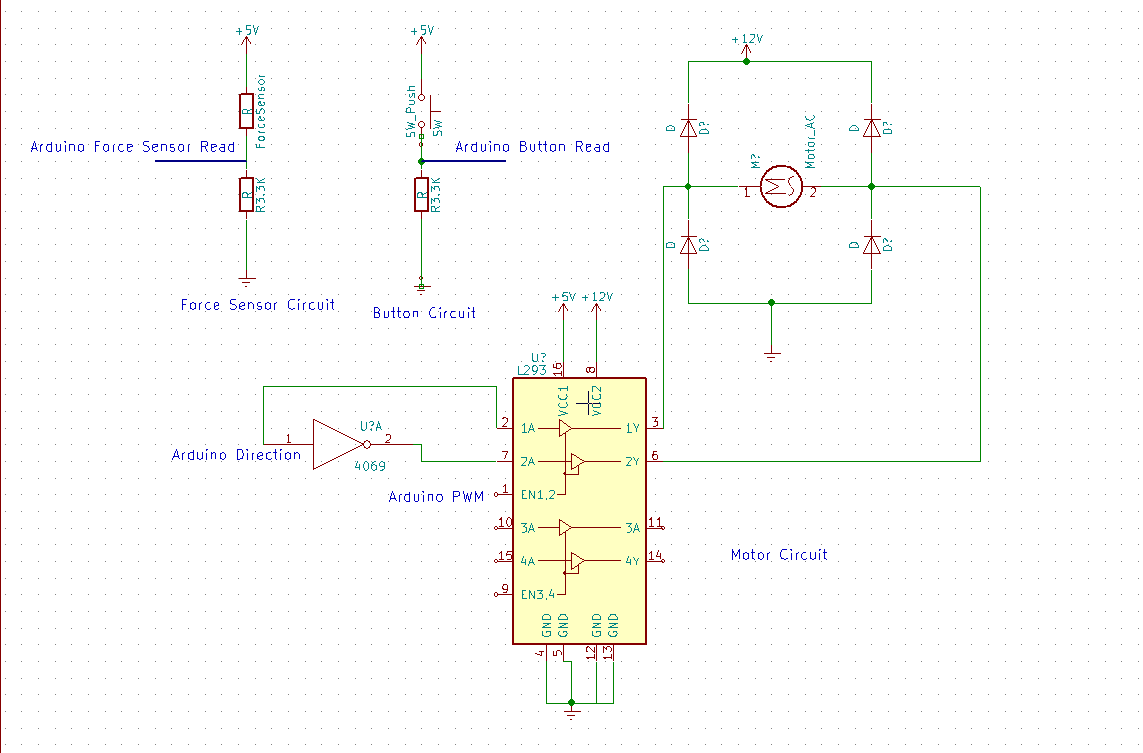 +5V
ForceSensor
R
Arduino Force Sensor Read
R
R3.3K
Force Sensor Circuit
+5V
SW_Push
SW
Arduino Button Read
R
R3.3K
Button Circuit
+12V
D
D?
D
D?
M?
Motor_AC
1
M
2
D
D?
D
D?
+5V
+12V
U?
L293
16
8
VCC1
VCC2
2
1A
1Y
3
U?A
1
2
4069
Arduino Direction
7
2A
2Y
6
Arduino PWM
1
EN1,2
10
3A
3A
11
15
4A
4Y
14
9
EN3,4
Motor Circuit
GND
GND
GND
GND
4
5
12
13